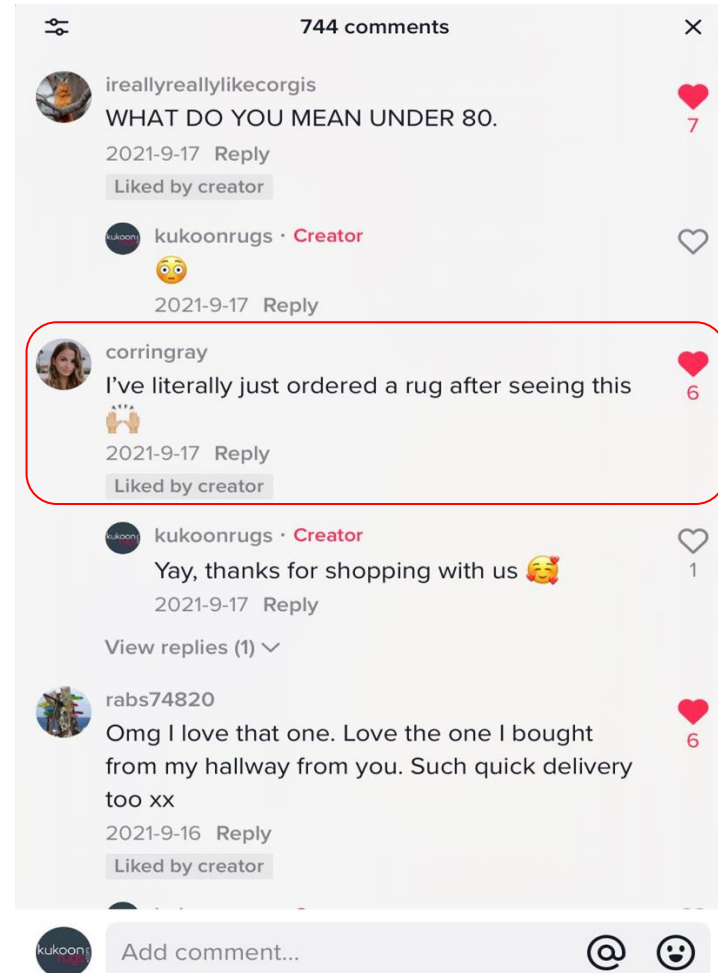 744 comments
ireallyreallylikecorgis
WHAT DO YOU MEAN UNDER 80.
7
2021-9-17 Reply
Liked by creator
kukoonrugs · Creator
😳
2021-9-17 Reply
corringray
I've literally just ordered a rug after seeing this
🙌🏼
6
2021-9-17 Reply
Liked by creator
kukoonrugs · Creator
Yay, thanks for shopping with us 🥰
1
2021-9-17 Reply
View replies (1)
rabs74820
Omg I love that one. Love the one I bought
from my hallway from you. Such quick delivery
too xx
6
2021-9-16 Reply
Liked by creator
kukoon
rugs
Add comment...
@